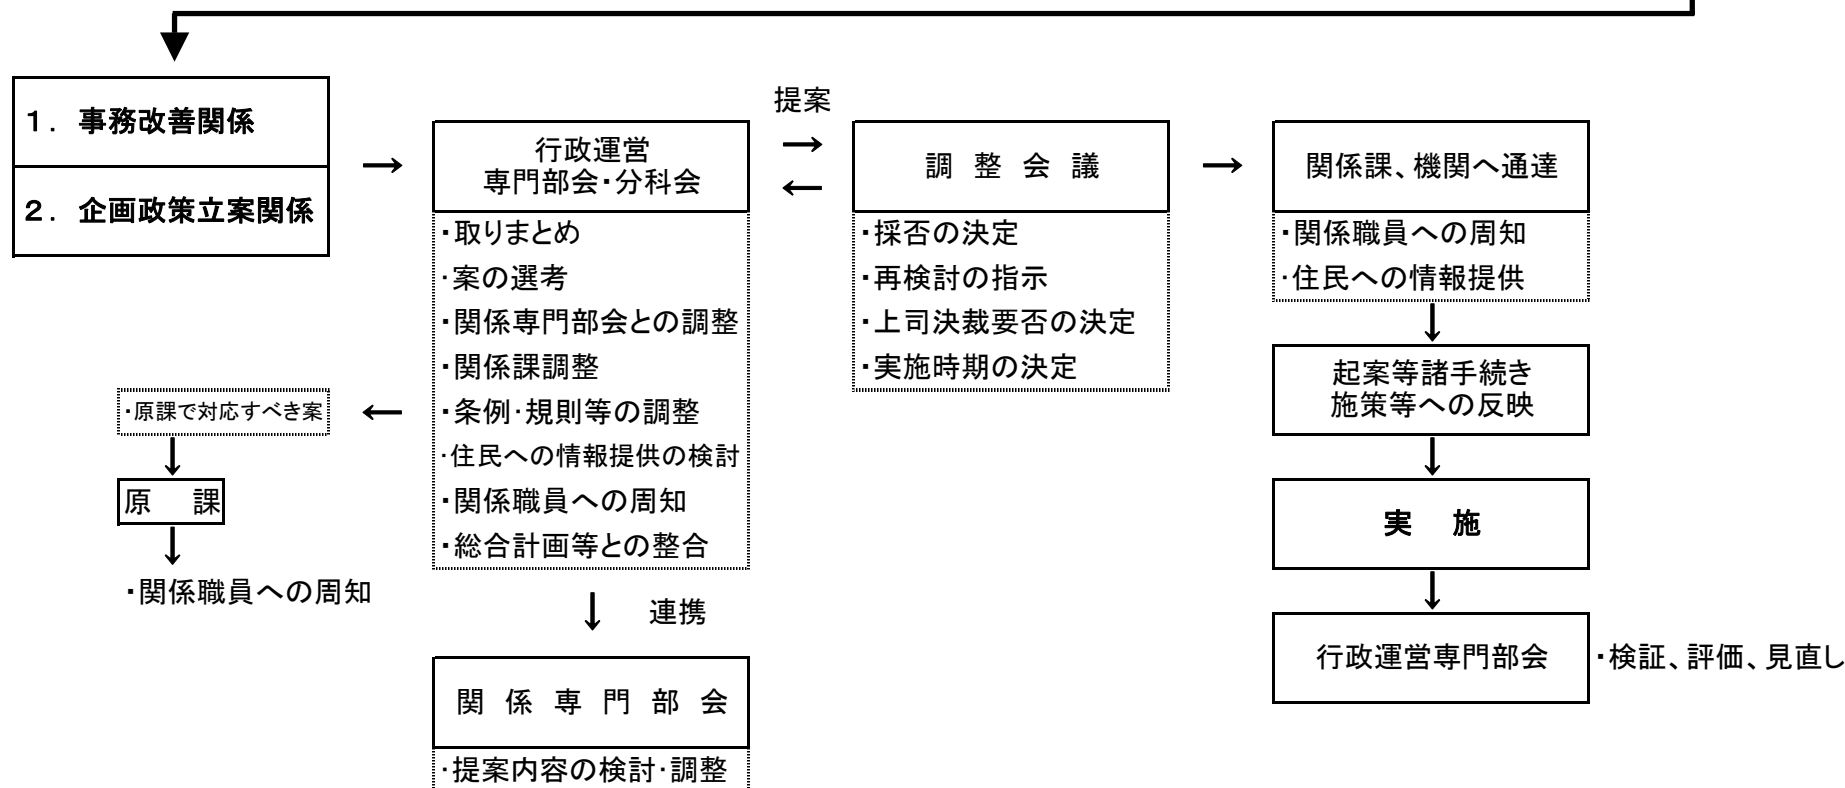 １．事務改善関係
２．企画政策立案関係
→
行政運営
専門部会・分科会
・取りまとめ
・案の選考
・関係専門部会との調整
・関係課調整
・条例・規則等の調整
・住民への情報提供の検討
・関係職員への周知
・総合計画等との整合
←
・原課で対応すべき案
↓
原　課
↓
・関係職員への周知
↓
連携
関係専門部会
・提案内容の検討・調整
提案
→
←
調整会議
・採否の決定
・再検討の指示
・上司決裁要否の決定
・実施時期の決定
→
関係課、機関へ通達
・関係職員への周知
・住民への情報提供
↓
起案等諸手続き
施策等への反映
↓
実　施
↓
行政運営専門部会
・検証、評価、見直し